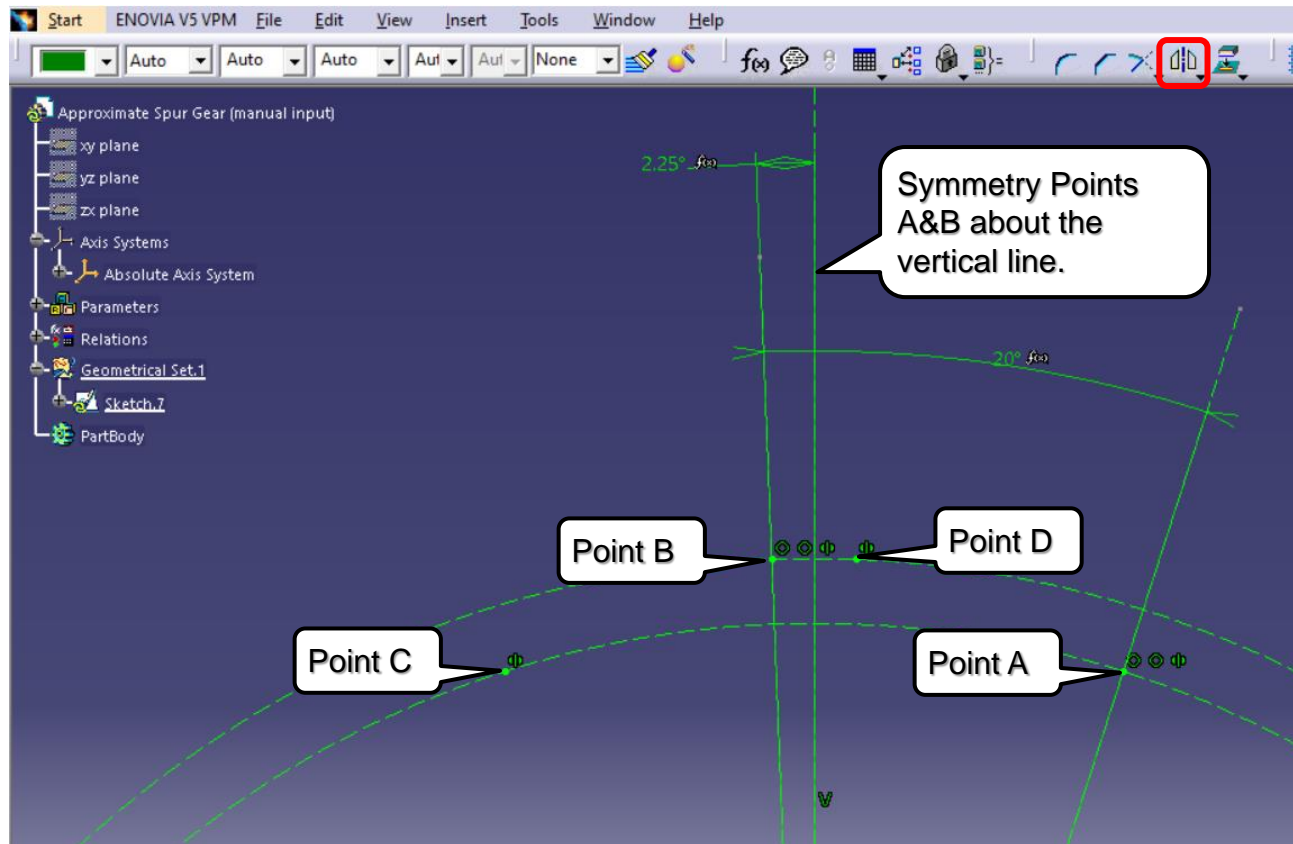 Start ENOVIA V5 VPM File Edit View Insert Tools Window Help
Auto Auto Auto Aut Aut None
Approximate Spur Gear (manual input)
xy plane
yz plane
zx plane
Axis Systems
Absolute Axis System
Parameters
Relations
Geometrical Set.1
Sketch.7
PartBody
2.25° f(x)
Symmetry Points
A&B about the
vertical line.
20° f(x)
Point B
Point D
Point C
Point A
V